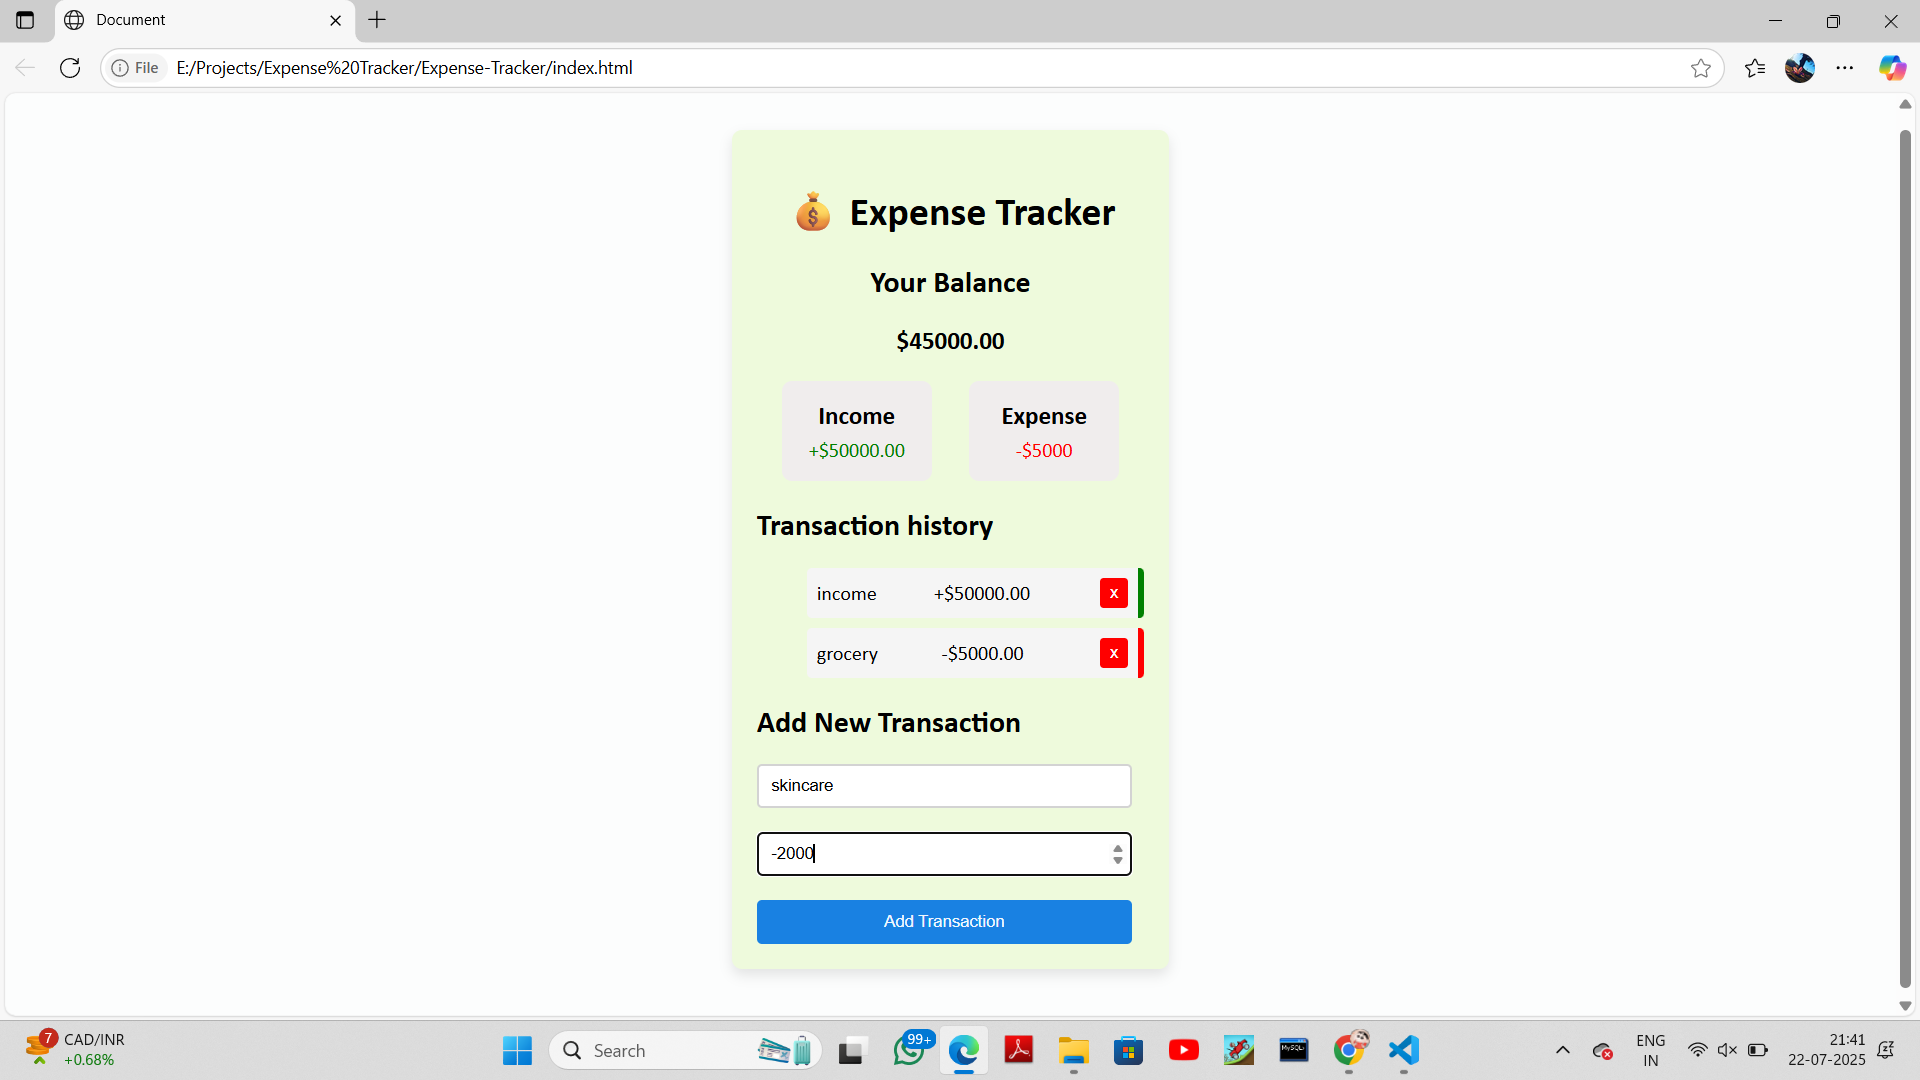 Document
File
E:/Projects/Expense%20Tracker/Expense-Tracker/index.html
💰 Expense Tracker
Your Balance
$45000.00
Income
+$50000.00
Expense
-$5000
Transaction history
income +$50000.00 x
grocery -$5000.00 x
Add New Transaction
skincare
-2000
Add Transaction
7
CAD/INR
+0.68%
Search
99+
MySQL
ENG
IN
21:41
22-07-2025